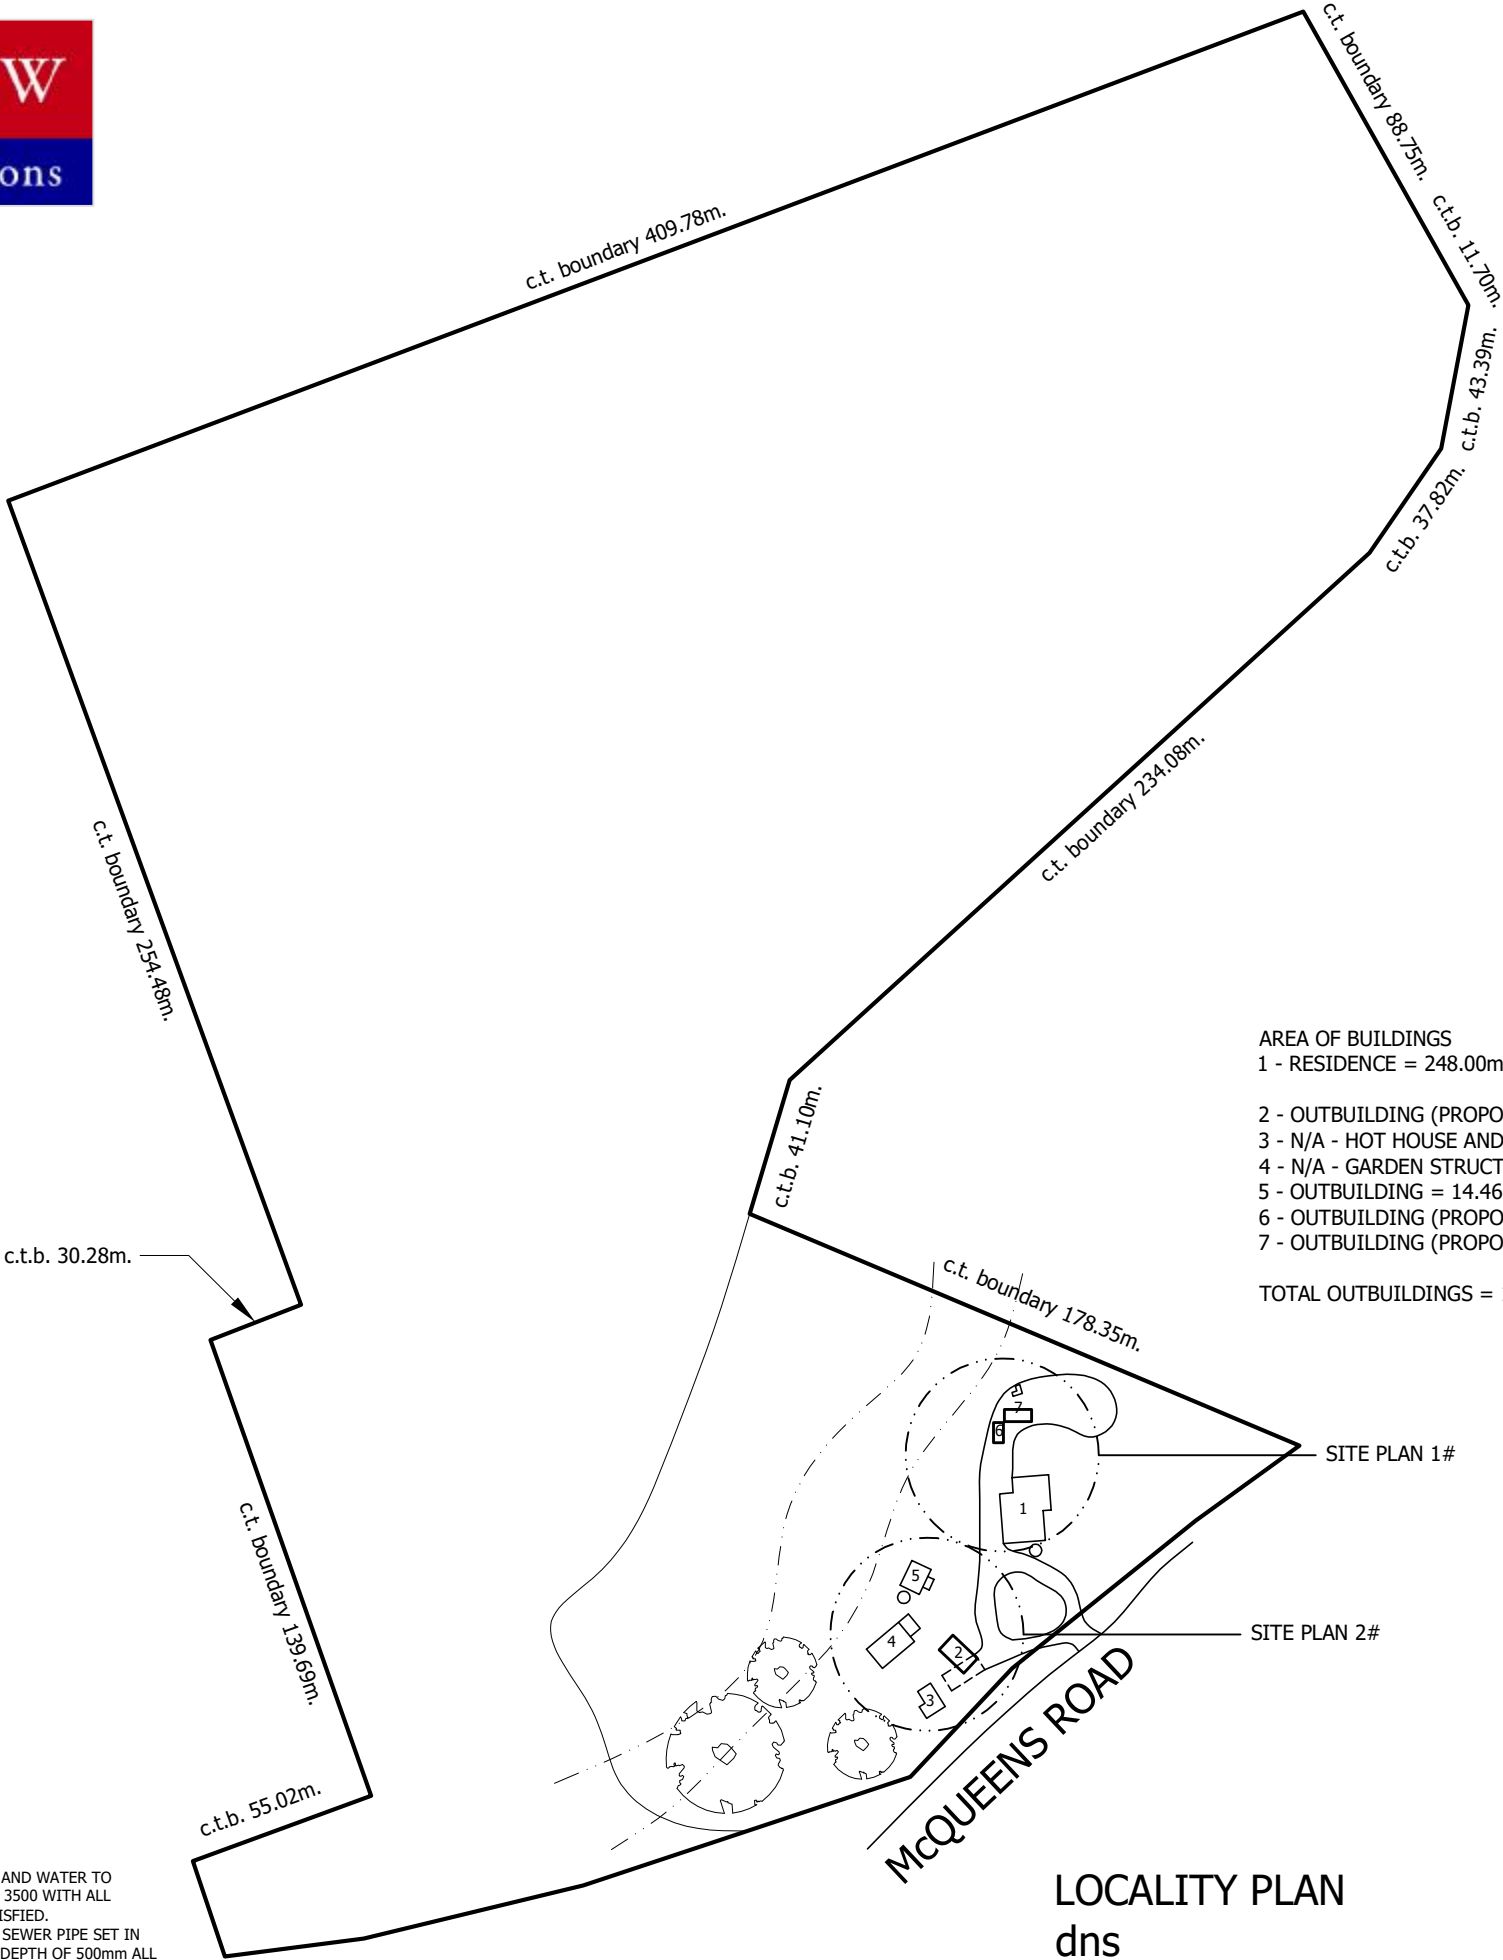 W
ons
c.t. boundary 88.75m.
c.t.b. 11.70m.
c.t. boundary 409.78m.
c.t.b. 43.39m.
c.t.b. 37.82m.
c.t. boundary 234.08m.
c.t. boundary 254.48m.
AREA OF BUILDINGS
1 - RESIDENCE = 248.00m
2 - OUTBUILDING (PROPO
3 - N/A - HOT HOUSE AND
4 - N/A - GARDEN STRUCT
5 - OUTBUILDING = 14.46
6 - OUTBUILDING (PROPO
7 - OUTBUILDING (PROPO
TOTAL OUTBUILDINGS =
c.t.b. 41.10m.
c.t.b. 30.28m.
c.t. boundary 178.35m.
7
6
SITE PLAN 1#
1
c.t. boundary 139.69m.
5
SITE PLAN 2#
4
2
3
McQUEENS ROAD
c.t.b. 55.02m.
AND WATER TO
3500 WITH ALL
ISFIED.
SEWER PIPE SET IN
DEPTH OF 500mm ALL
LOCALITY PLAN
dns